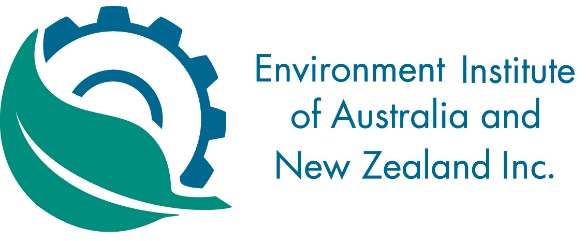 Environment Institute
of Australia and
New Zealand Inc.